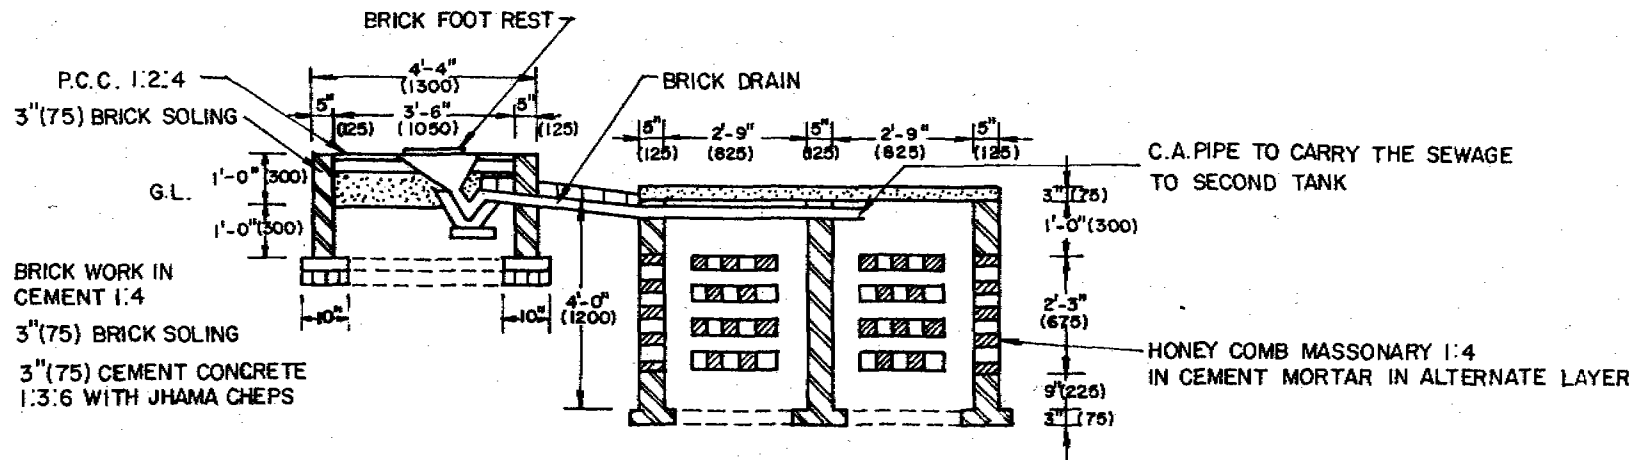 BRICK FOOT REST
P.C.C. 1:2:4
4'-4"
(1300)
BRICK DRAIN
3"(75) BRICK SOLING
5"
3'-6"
5"
(125)
(1050)
(125)
5"
2'-9"
5"
2'-9"
5"
(125)
(825)
(125)
(825)
(125)
C.A. PIPE TO CARRY THE SEWAGE
TO SECOND TANK
1'-0" (300)
G.L.
3" (75)
1'-0" (300)
1'-0" (300)
BRICK WORK IN
CEMENT 1:4
10"
10"
4'-0"
(1200)
2'-3"
(675)
3"(75) BRICK SOLING
3"(75) CEMENT CONCRETE
1:3:6 WITH JHAMA CHEPS
HONEY COMB MASSONARY 1:4
IN CEMENT MORTAR IN ALTERNATE LAYER
9" (225)
3" (75)